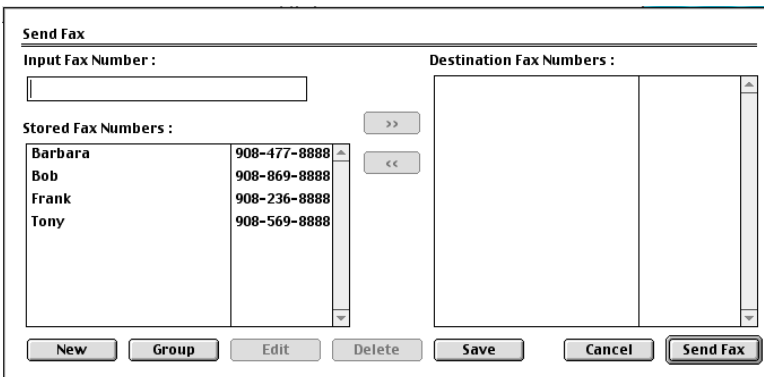 Send Fax
Input Fax Number :
Destination Fax Numbers :
>>
Stored Fax Numbers :
<<
Barbara 908-477-8888
Bob 908-869-8888
Frank 908-236-8888
Tony 908-569-8888
New Group Edit Delete Save Cancel Send Fax